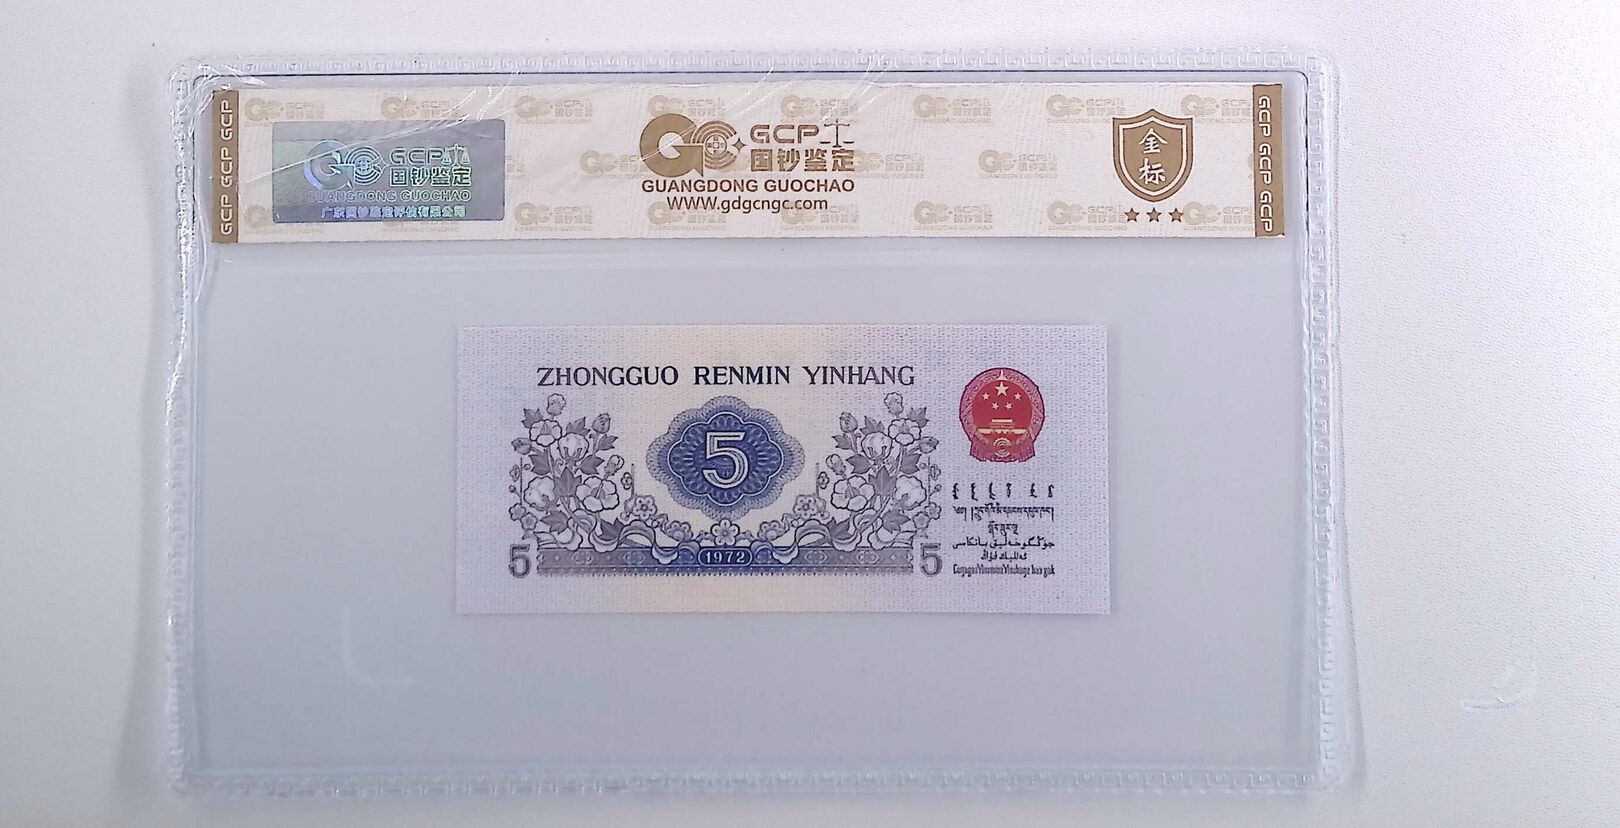 GCP GCP GCP
GCP
国钞鉴定
GUANGDONG GUOCHAO
广东国钞鉴定评估有限公司
GCP
国钞鉴定
GUANGDONG GUOCHAO
WWW.gdgcngc.com
金
标
GCP GCP GCP
ZHONGGUO RENMIN YINHANG
5
5
1972
5